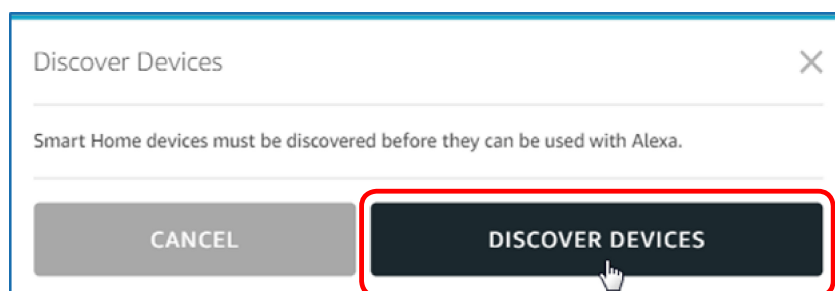 Discover Devices
Smart Home devices must be discovered before they can be used with Alexa.
CANCEL
DISCOVER DEVICES